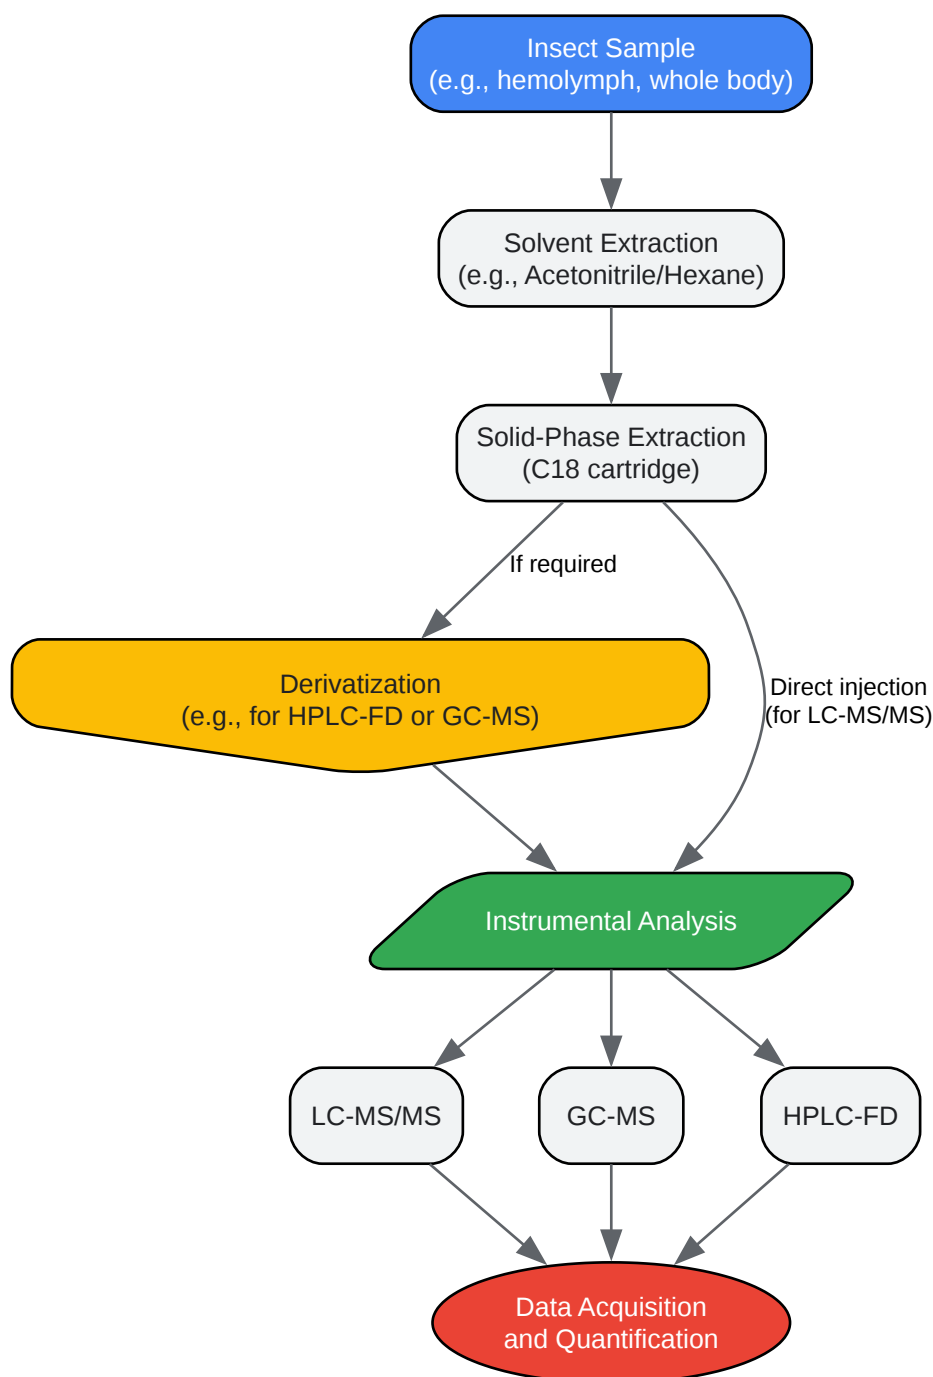 Insect Sample
(e.g., hemolymph, whole body)
Solvent Extraction
(e.g., Acetonitrile/Hexane)
Solid-Phase Extraction
(C18 cartridge)
If required
Derivatization
(e.g., for HPLC-FD or GC-MS)
Direct injection
(for LC-MS/MS)
Instrumental Analysis
LC-MS/MS
GC-MS
HPLC-FD
Data Acquisition
and Quantification